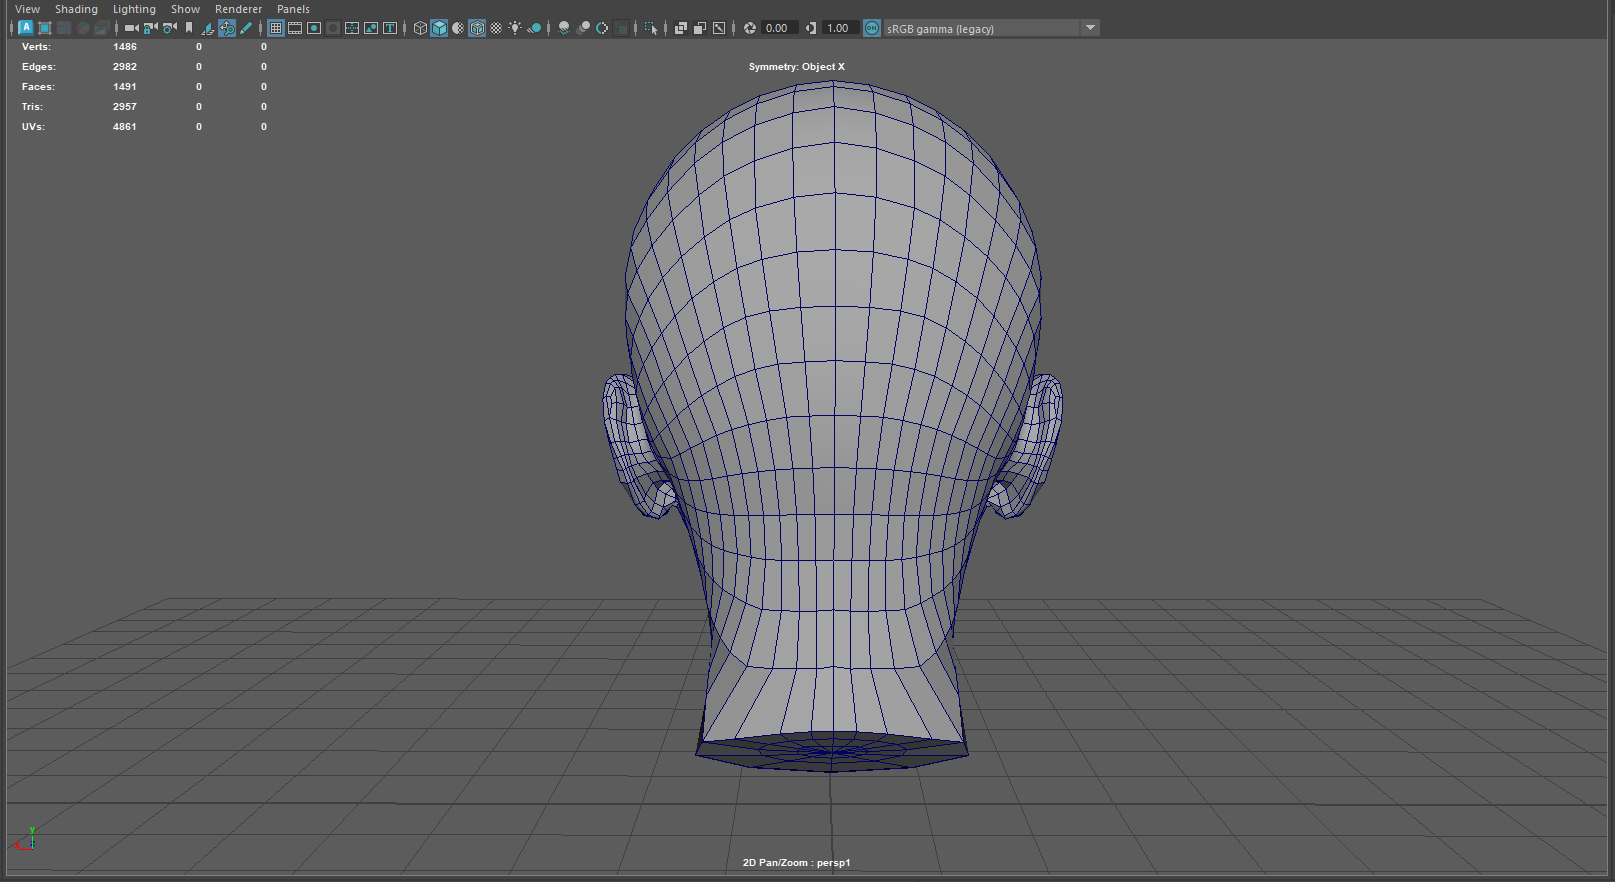 View Shading Lighting Show Renderer Panels
A T 0.00 1.00 ON sRGB gamma (legacy)
Verts: 1486 0 0
Edges: 2982 0 0
Symmetry: Object X
Faces: 1491 0 0
Tris: 2957 0 0
UVs: 4861 0 0
y
x
2D Pan/Zoom : persp1